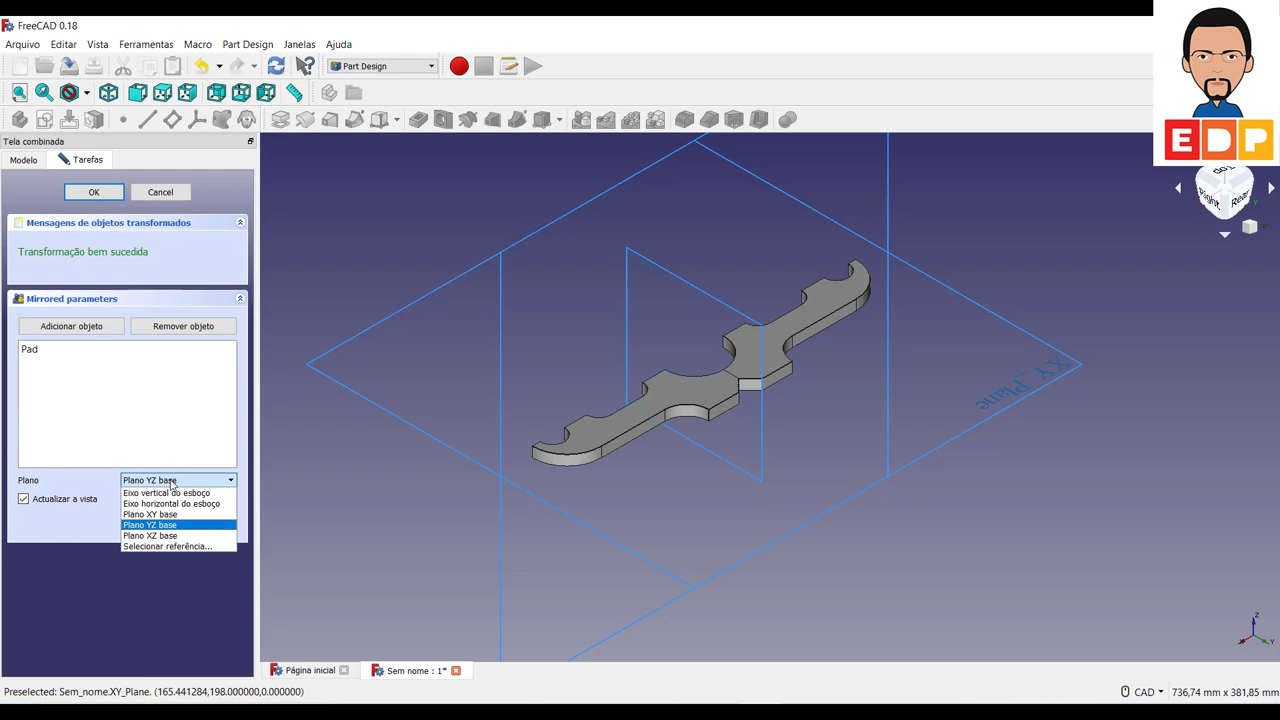 FreeCAD 0.18
Arquivo Editar Vista Ferramentas Macro Part Design Janelas Ajuda
Part Design
EDP
Tela combinada
Modelo Tarefas
OK Cancel
Mensagens de objetos transformados
Transformação bem sucedida
Mirrored parameters
Adicionar objeto Remover objeto
Pad
Plano Plano YZ base
Actualizar a vista
Eixo vertical do esboço
Eixo horizontal do esboço
Plano XY base
Plano YZ base
Plano XZ base
Selecionar referência...
Top
Right Rear
XY_Plane
Z
X Y
Página inicial Sem nome : 1*
Preselected: Sem_nome.XY_Plane. (165.441284,198.000000,0.000000) CAD 736,74 mm x 381,85 mm